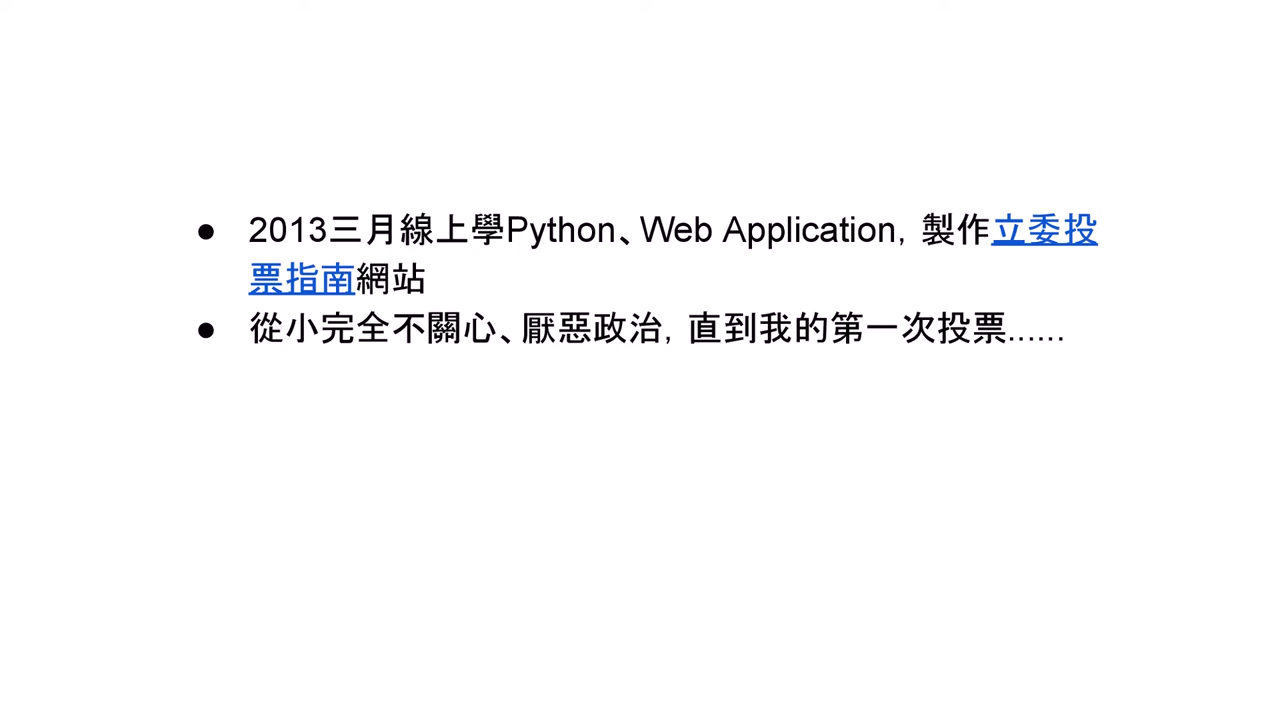 ● 2013三月線上學Python、Web Application，製作立委投
票指南網站
● 從小完全不關心、厭惡政治，直到我的第一次投票......